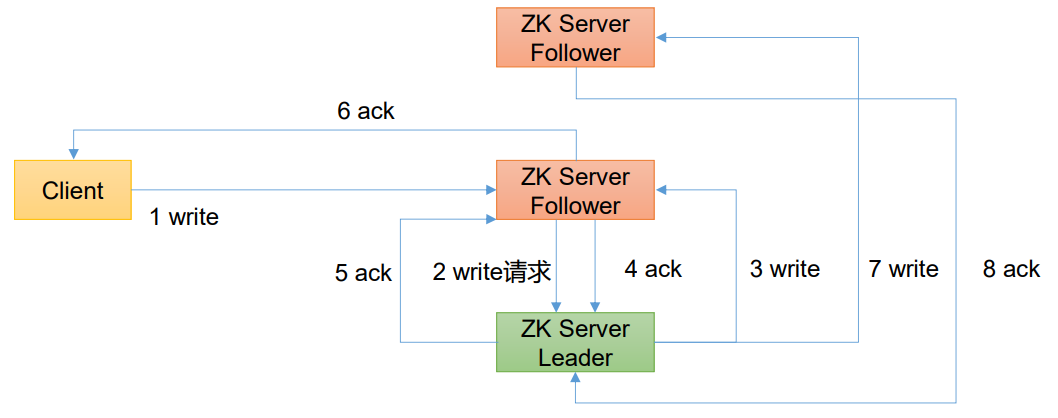 ZK Server
Follower
6 ack
Client
1 write
ZK Server
Follower
5 ack
2 write请求
4 ack
3 write
7 write
8 ack
ZK Server
Leader